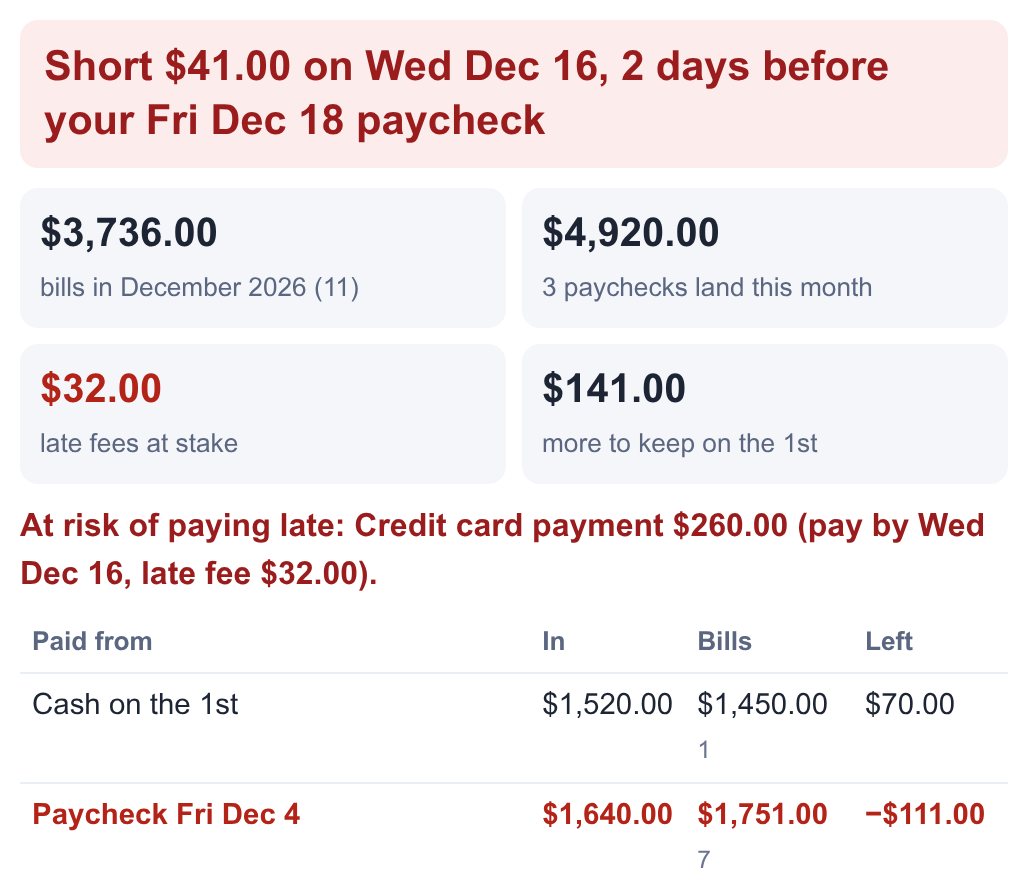 Short $41.00 on Wed Dec 16, 2 days before
your Fri Dec 18 paycheck
$3,736.00
bills in December 2026 (11)
$4,920.00
3 paychecks land this month
$32.00
late fees at stake
$141.00
more to keep on the 1st
At risk of paying late: Credit card payment $260.00 (pay by Wed
Dec 16, late fee $32.00).
Paid from In Bills Left
Cash on the 1st $1,520.00 $1,450.00 $70.00
1
Paycheck Fri Dec 4 $1,640.00 $1,751.00 −$111.00
7